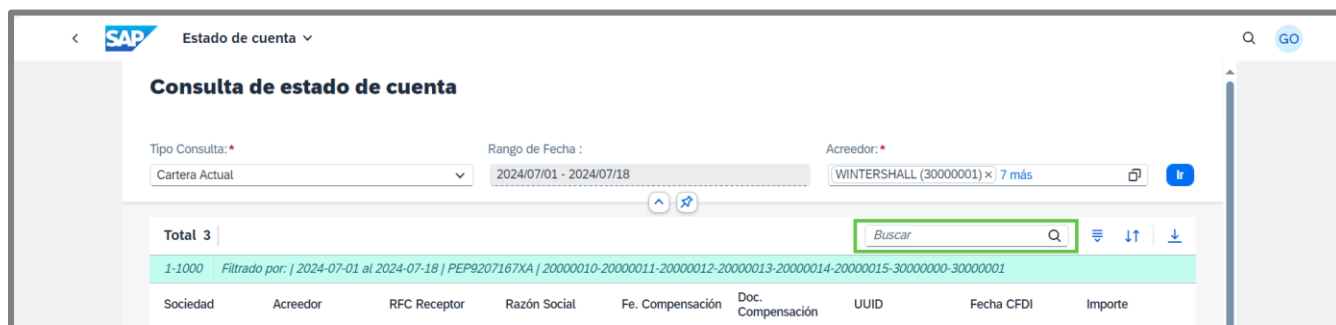 SAP Estado de cuenta
GO
Consulta de estado de cuenta
Tipo Consulta:* Rango de Fecha : Acreedor:*
Cartera Actual 2024/07/01 - 2024/07/18 WINTERSHALL (30000001) × 7 más Ir
Total 3 Buscar
1-1000 Filtrado por: | 2024-07-01 al 2024-07-18 | PEP9207167XA | 20000010-20000011-20000012-20000013-20000014-20000015-30000000-30000001
Sociedad Acreedor RFC Receptor Razón Social Fe. Compensación Doc. Compensación UUID Fecha CFDI Importe